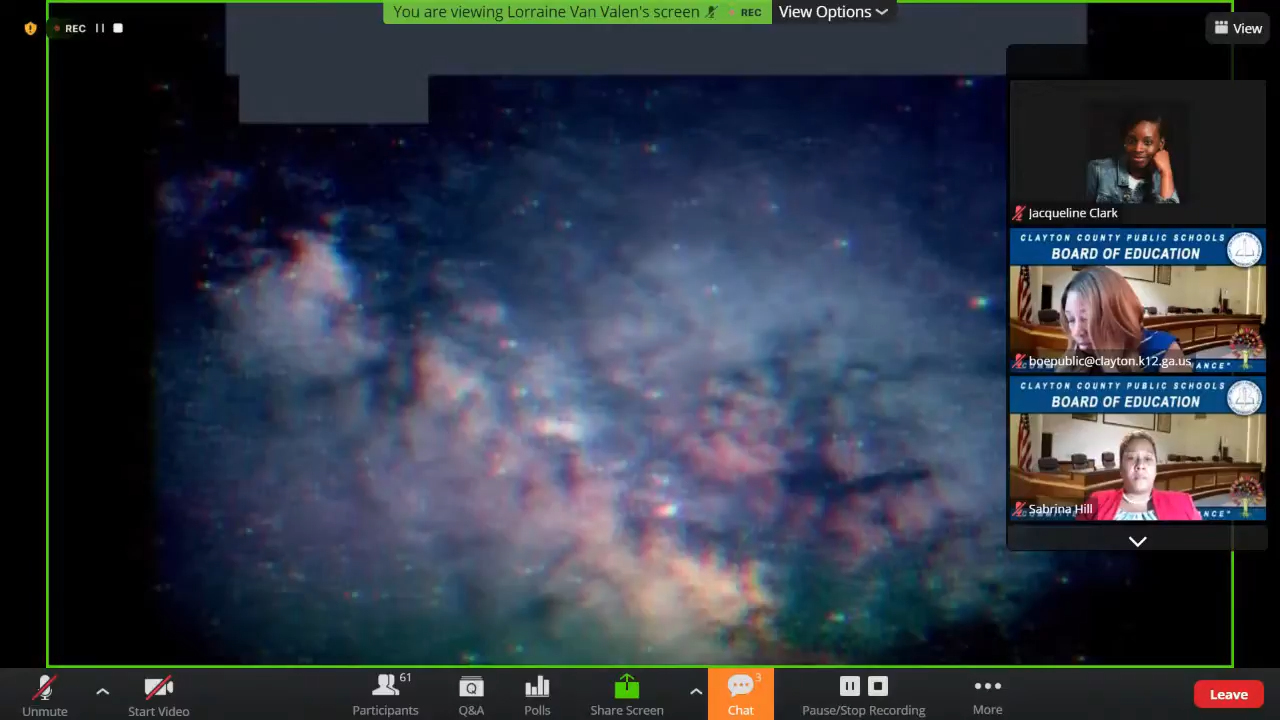 You are viewing Lorraine Van Valen's screen REC View Options
REC
View
Jacqueline Clark
CLAYTON COUNTY PUBLIC SCHOOLS
BOARD OF EDUCATION
boepublic@clayton.k12.ga.us
CLAYTON COUNTY PUBLIC SCHOOLS
BOARD OF EDUCATION
Sabrina Hill
Unmute
Start Video
Participants 61
Q&A
Polls
Share Screen
Chat 3
Pause/Stop Recording
More
Leave